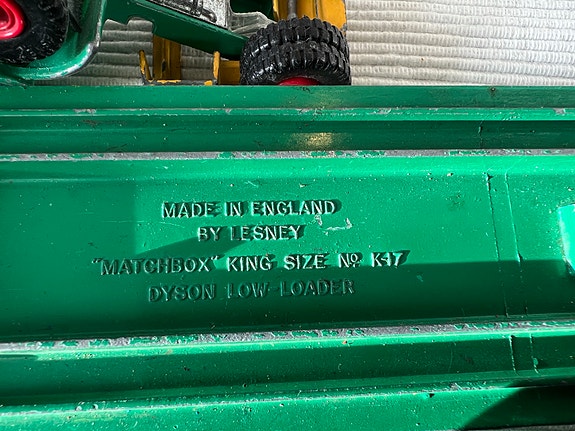 MADE IN ENGLAND
BY LESNEY
"MATCHBOX" KING SIZE Nº K-17
DYSON LOW LOADER